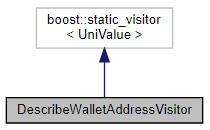 boost::static_visitor
< UniValue >
DescribeWalletAddressVisitor